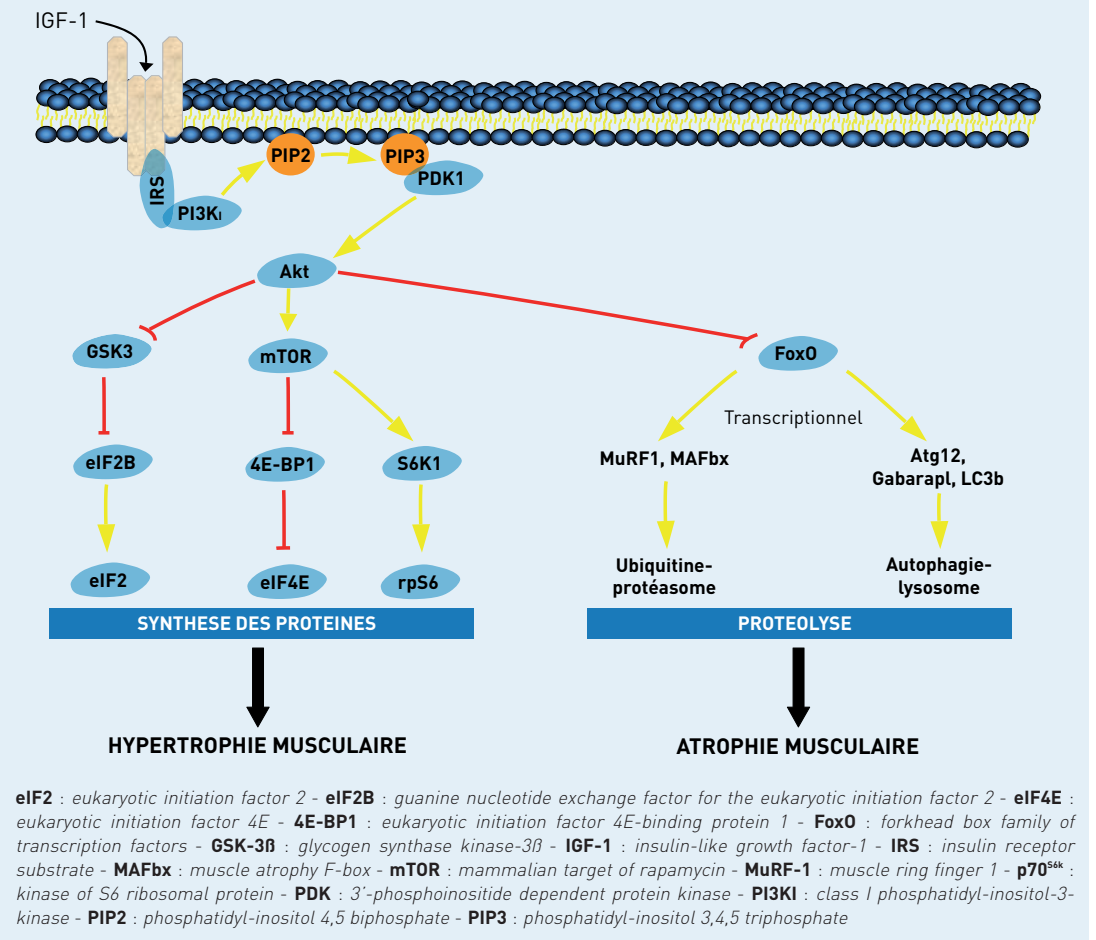 IGF-1
PIP2
PIP3
PDK1
IRS
PI3KI
Akt
GSK3
mTOR
FoxO
Transcriptionnel
eIF2B
4E-BP1
S6K1
MuRF1, MAFbx
Atg12,
Gabarapl, LC3b
eIF2
eIF4E
rpS6
Ubiquitine-
protéasome
Autophagie-
lysosome
SYNTHESE DES PROTEINES
PROTEOLYSE
HYPERTROPHIE MUSCULAIRE
ATROPHIE MUSCULAIRE
eIF2 : eukaryotic initiation factor 2 - eIF2B : guanine nucleotide exchange factor for the eukaryotic initiation factor 2 - eIF4E :
eukaryotic initiation factor 4E - 4E-BP1 : eukaryotic initiation factor 4E-binding protein 1 - FoxO : forkhead box family of
transcription factors - GSK-3ß : glycogen synthase kinase-3ß - IGF-1 : insulin-like growth factor-1 - IRS : insulin receptor
substrate - MAFbx : muscle atrophy F-box - mTOR : mammalian target of rapamycin - MuRF-1 : muscle ring finger 1 - p70S6k :
kinase of S6 ribosomal protein - PDK : 3'-phosphoinositide dependent protein kinase - PI3KI : class I phosphatidyl-inositol-3-
kinase - PIP2 : phosphatidyl-inositol 4,5 biphosphate - PIP3 : phosphatidyl-inositol 3,4,5 triphosphate